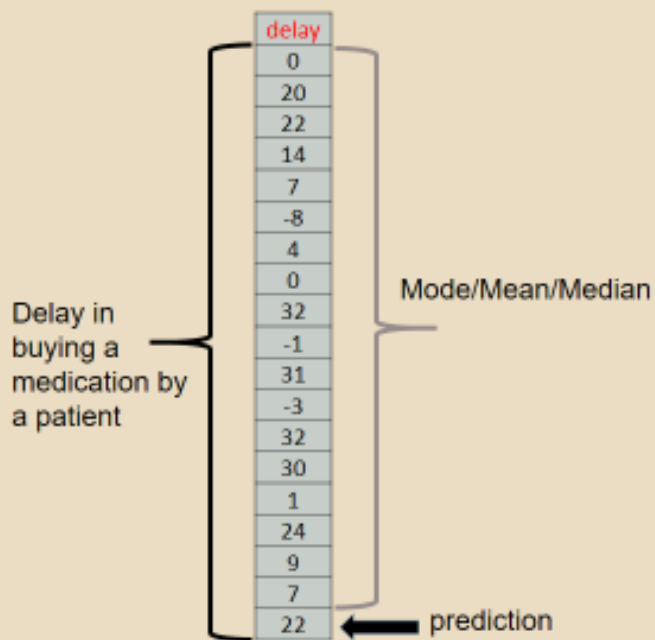 delay
0
20
22
14
7
-8
4
0
32
-1
31
-3
32
30
1
24
9
7
22
Delay in
buying a
medication by
a patient
Mode/Mean/Median
prediction